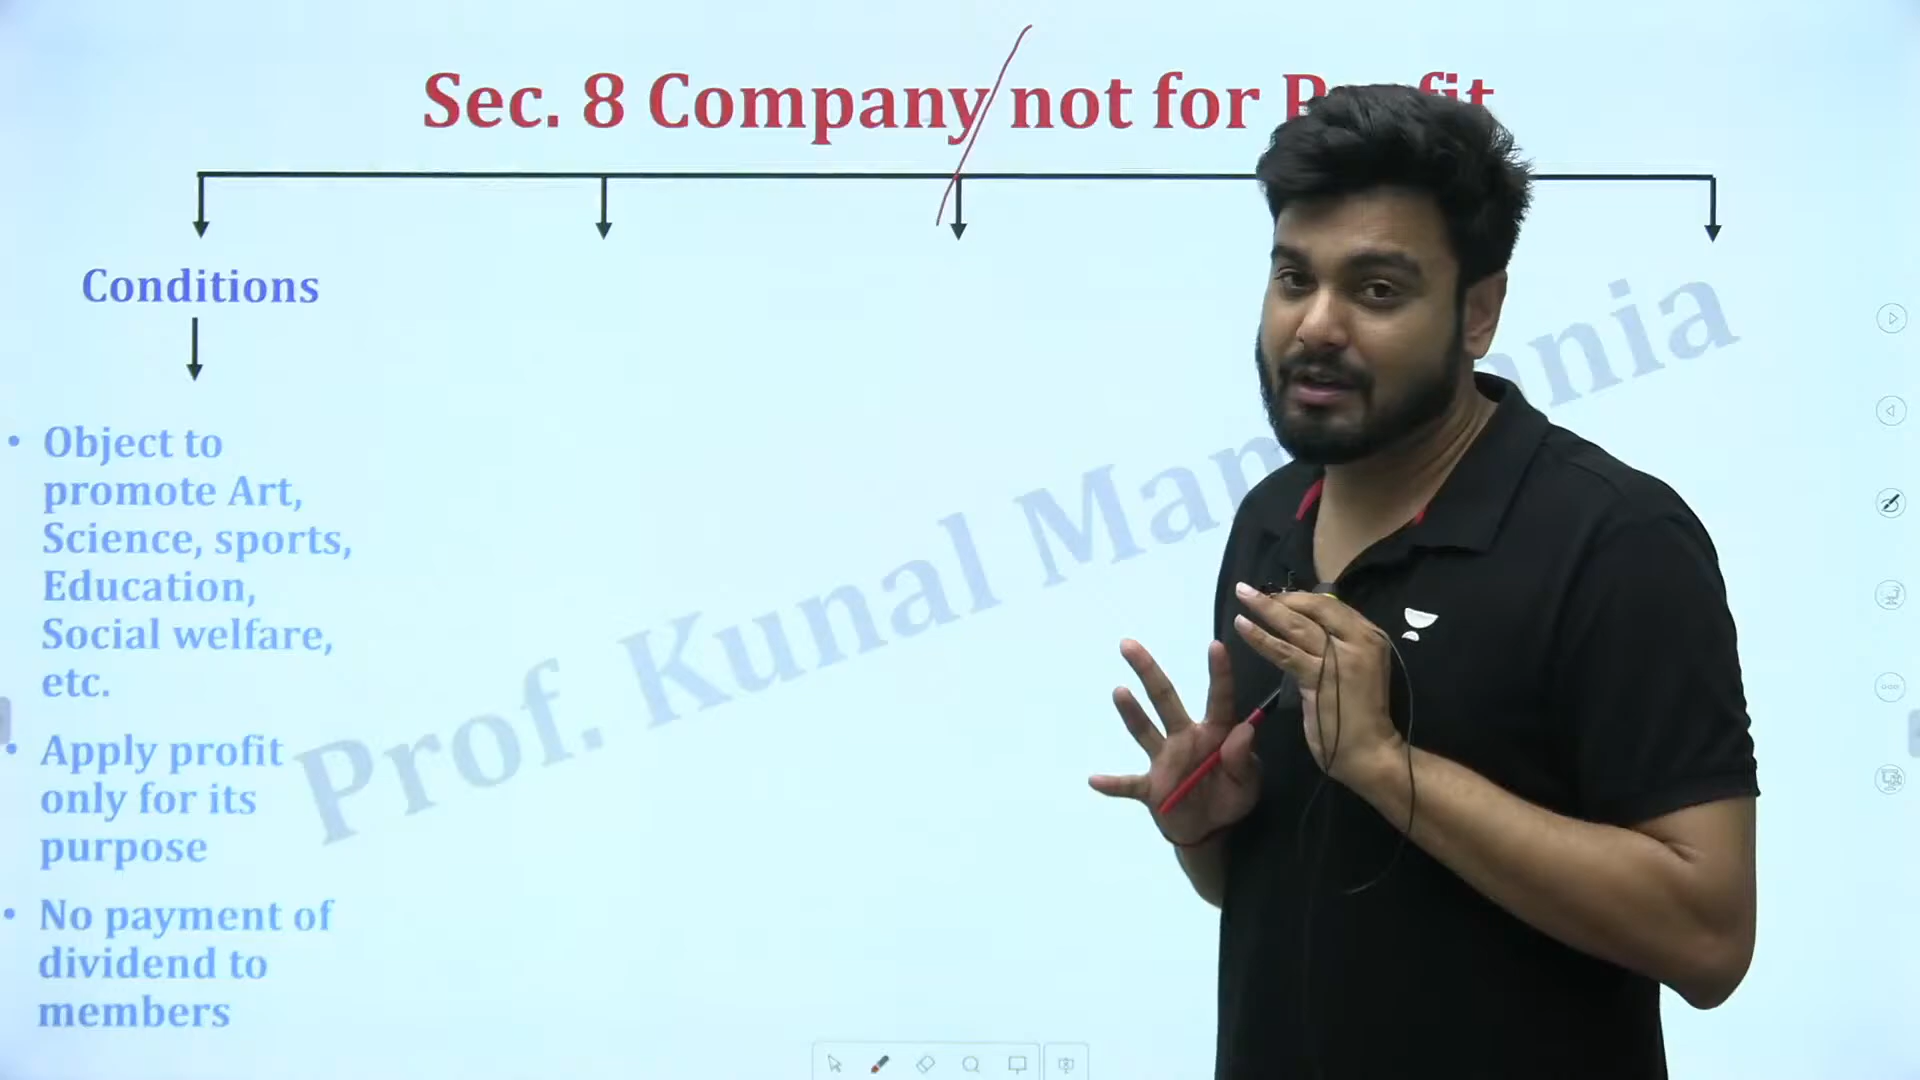 Sec. 8 Company not for Profit
Conditions
• Object to
promote Art,
Science, sports,
Education,
Social welfare,
etc.
• Apply profit
only for its
purpose
• No payment of
dividend to
members
Prof. Kunal